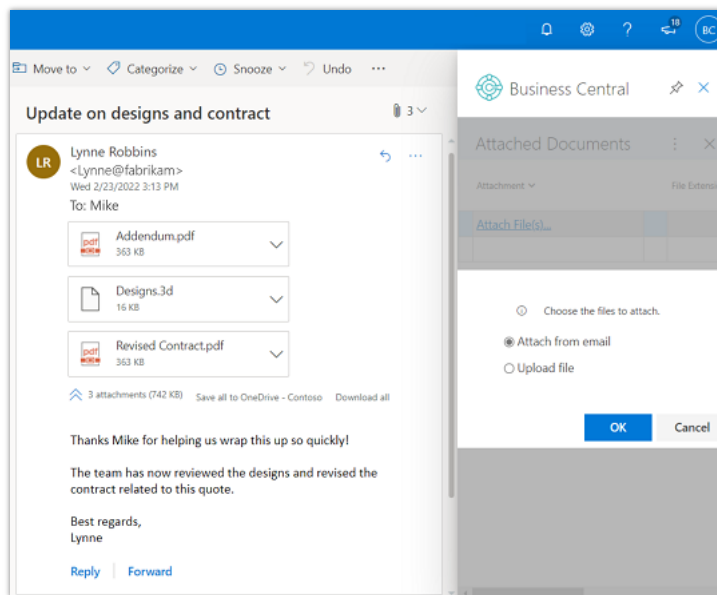 18
BC
Move to
Categorize
Snooze
Undo
Update on designs and contract
3
LR
Lynne Robbins
<Lynne@fabrikam>
Wed 2/23/2022 3:13 PM
To: Mike
pdf
Addendum.pdf
363 KB
Designs.3d
16 KB
pdf
Revised Contract.pdf
363 KB
3 attachments (742 KB) Save all to OneDrive - Contoso Download all
Thanks Mike for helping us wrap this up so quickly!
The team has now reviewed the designs and revised the
contract related to this quote.
Best regards,
Lynne
Reply Forward
Business Central
Attached Documents
Attachment File Extensi
Attach File(s)...
Choose the files to attach.
Attach from email
Upload file
OK Cancel